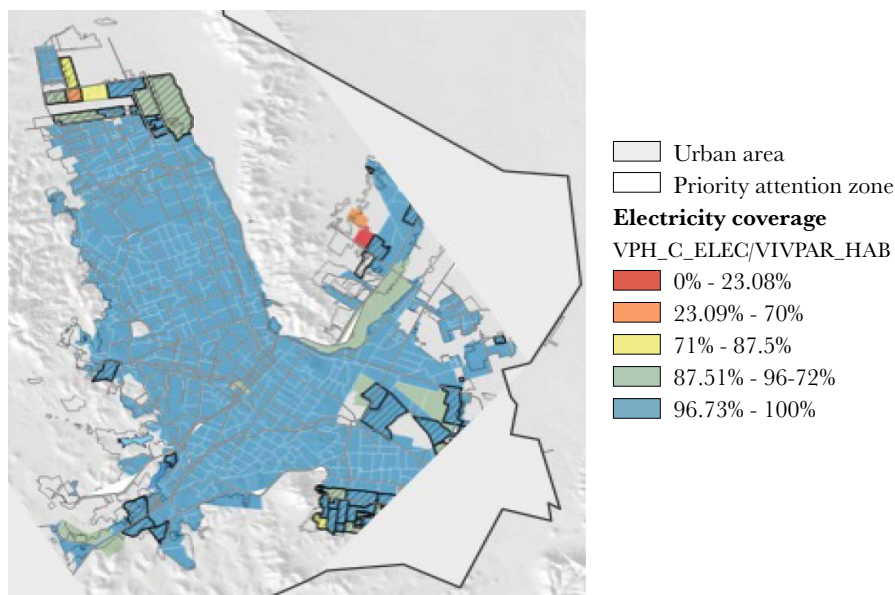 Urban area
Priority attention zone
Electricity coverage
VPH_C_ELEC/VIVPAR_HAB
0% - 23.08%
23.09% - 70%
71% - 87.5%
87.51% - 96-72%
96.73% - 100%